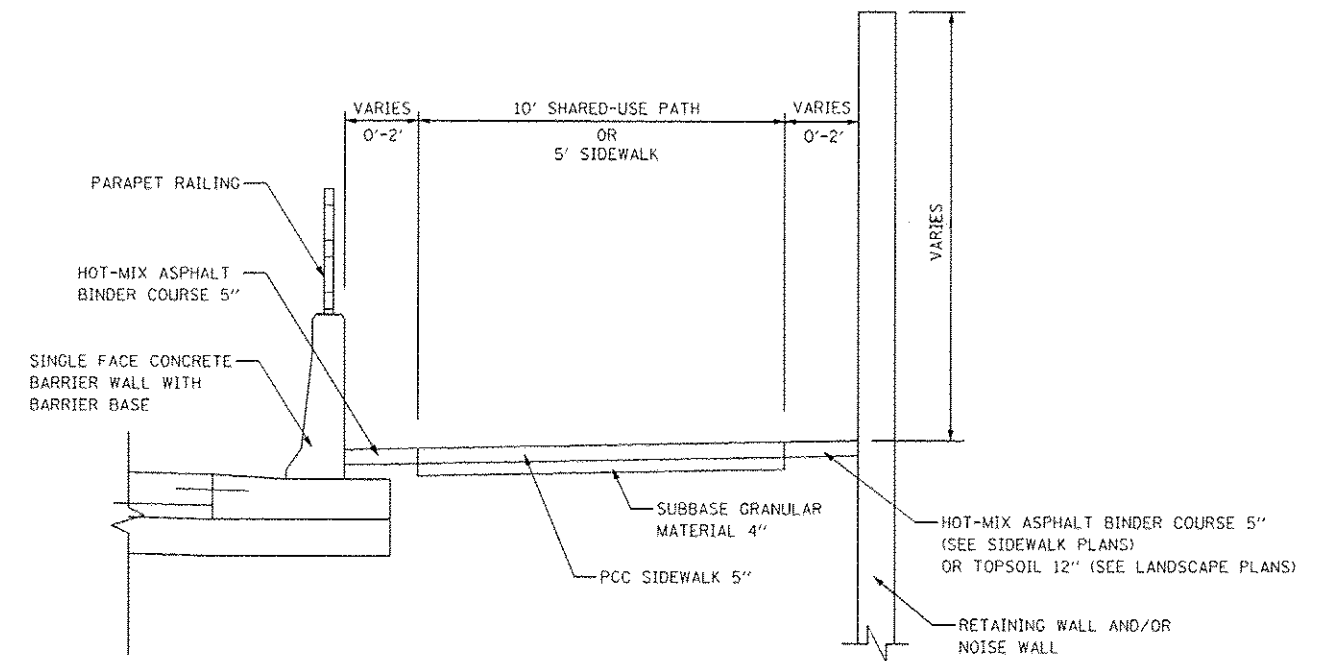 VARIES
0'-2'
10' SHARED-USE PATH
OR
5' SIDEWALK
VARIES
0'-2'
VARIES
PARAPET RAILING
HOT-MIX ASPHALT
BINDER COURSE 5"
SINGLE FACE CONCRETE
BARRIER WALL WITH
BARRIER BASE
SUBBASE GRANULAR
MATERIAL 4"
PCC SIDEWALK 5"
HOT-MIX ASPHALT BINDER COURSE 5"
(SEE SIDEWALK PLANS)
OR TOPSOIL 12" (SEE LANDSCAPE PLANS)
RETAINING WALL AND/OR
NOISE WALL